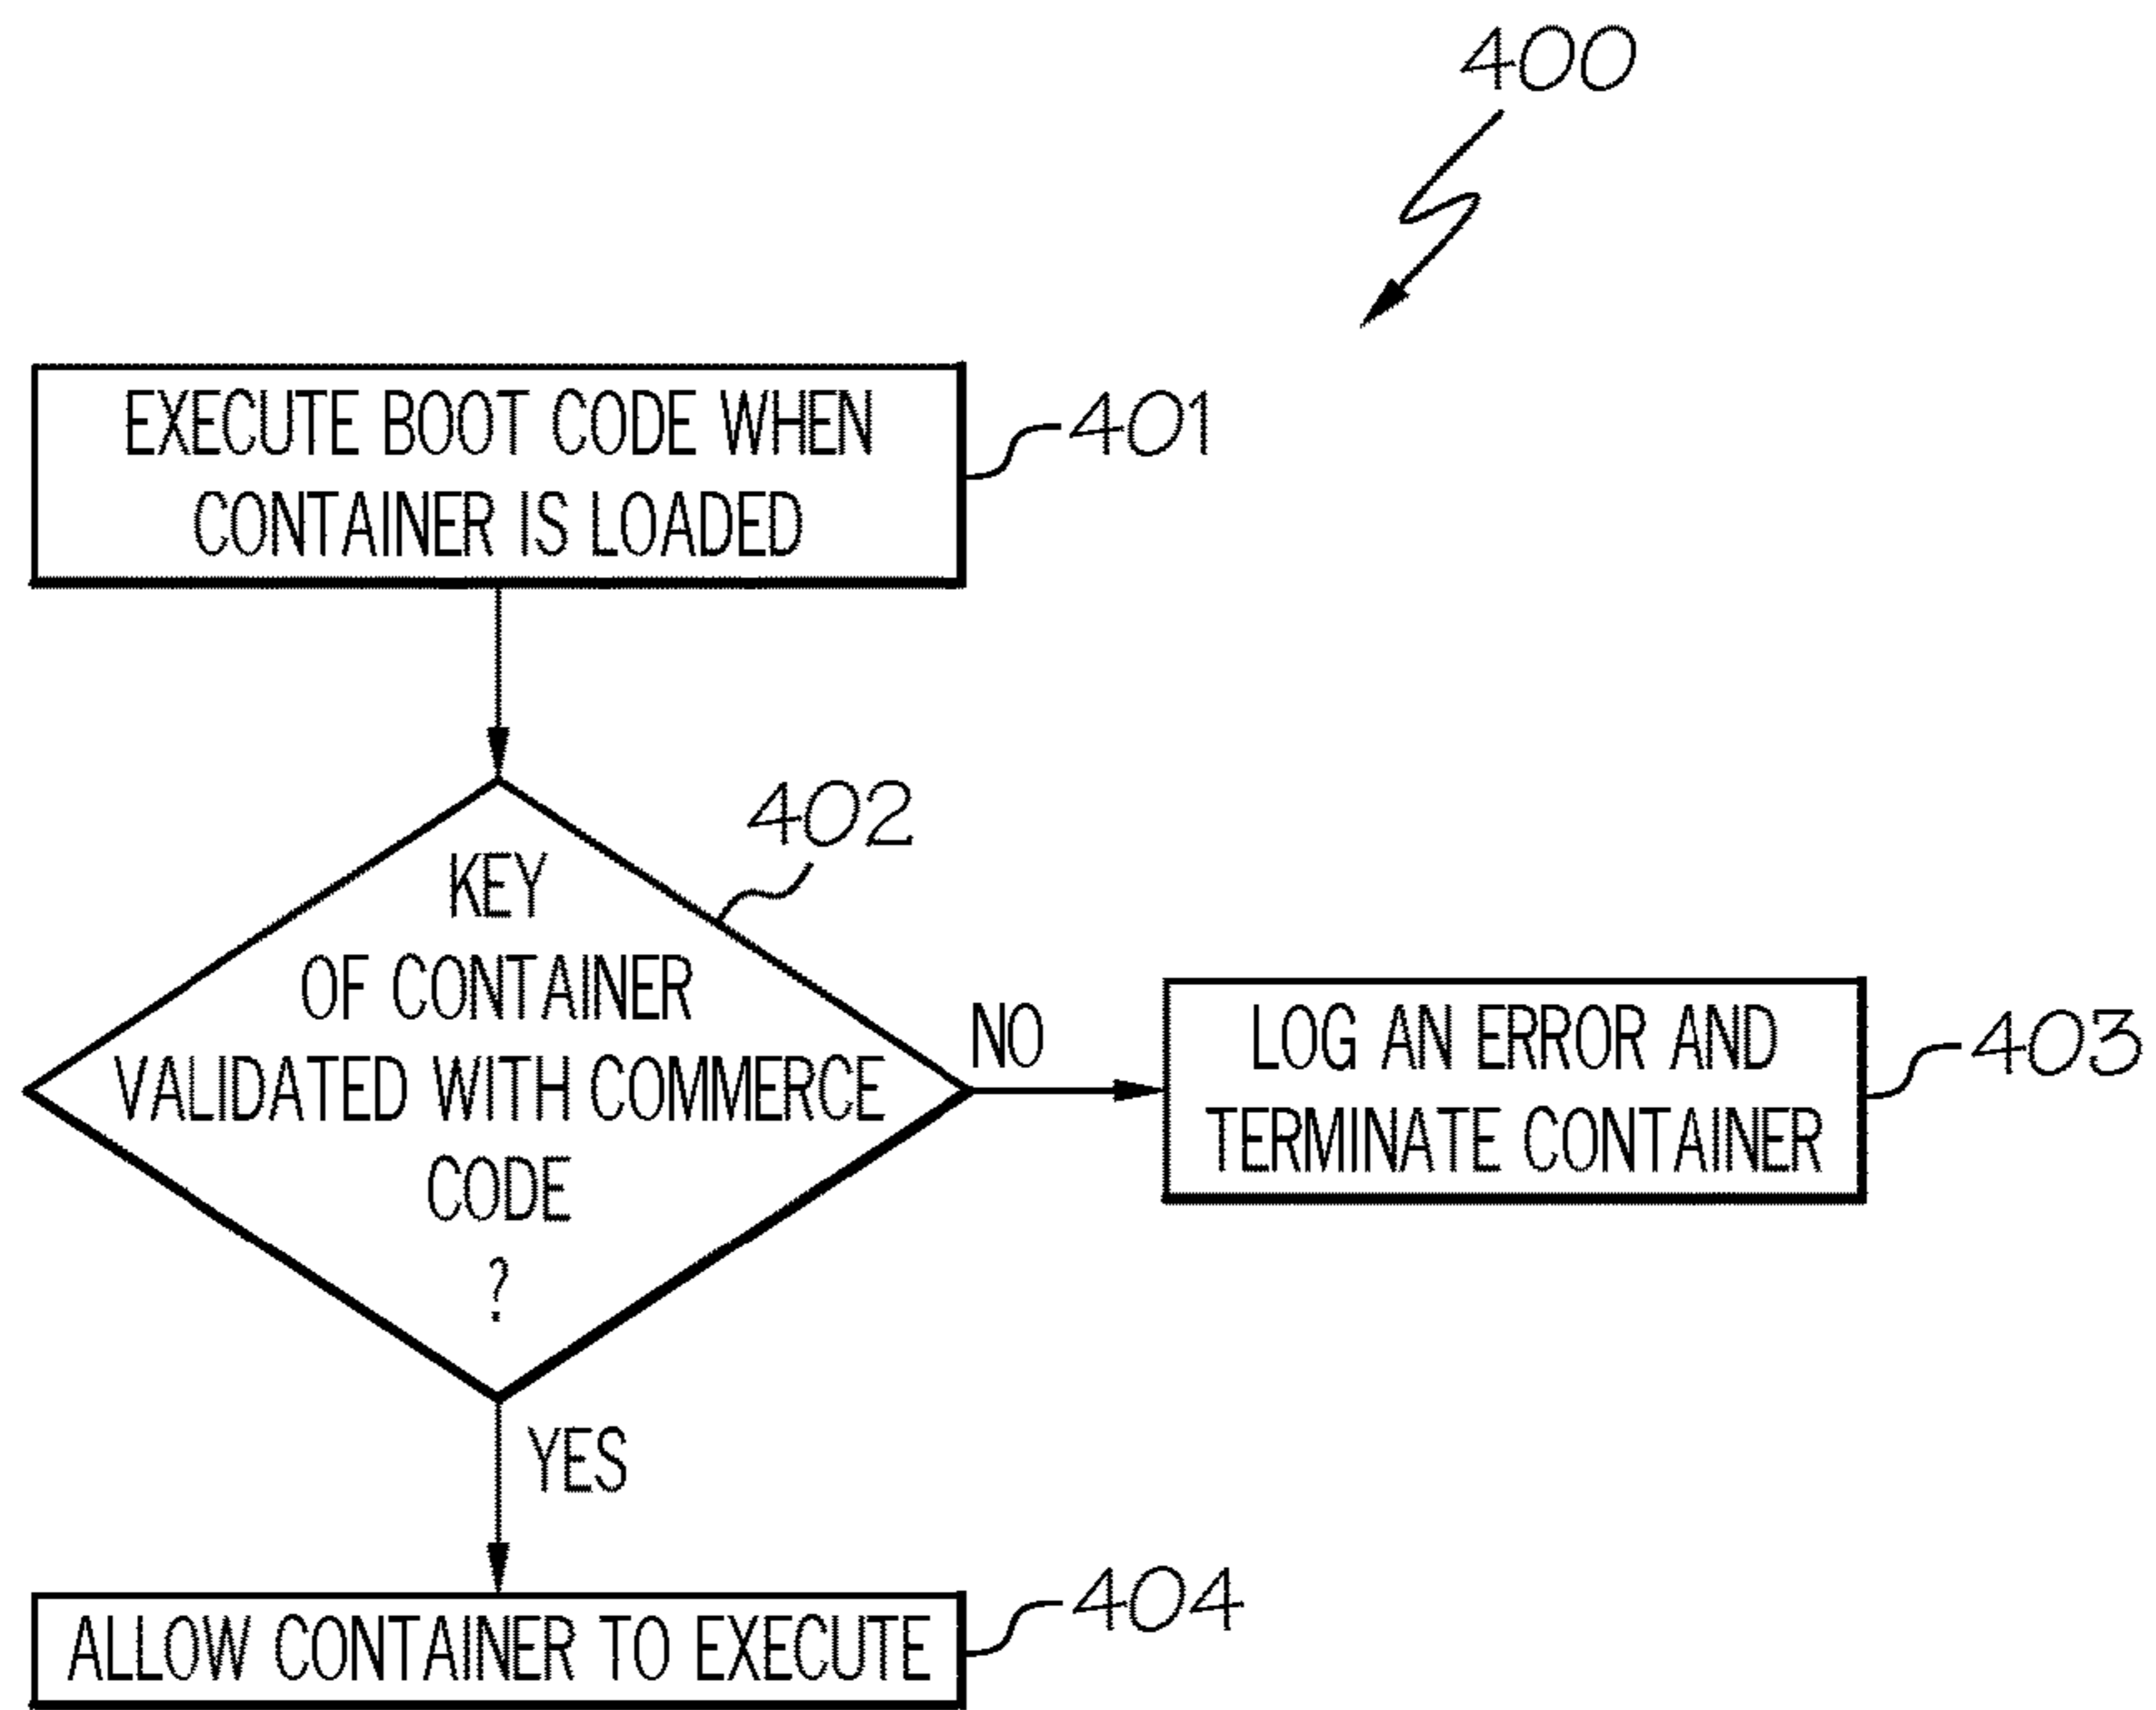 400
EXECUTE BOOT CODE WHEN
CONTAINER IS LOADED
401
402
KEY
OF CONTAINER
VALIDATED WITH COMMERCE
CODE
?
NO
LOG AN ERROR AND
TERMINATE CONTAINER
403
YES
ALLOW CONTAINER TO EXECUTE
404